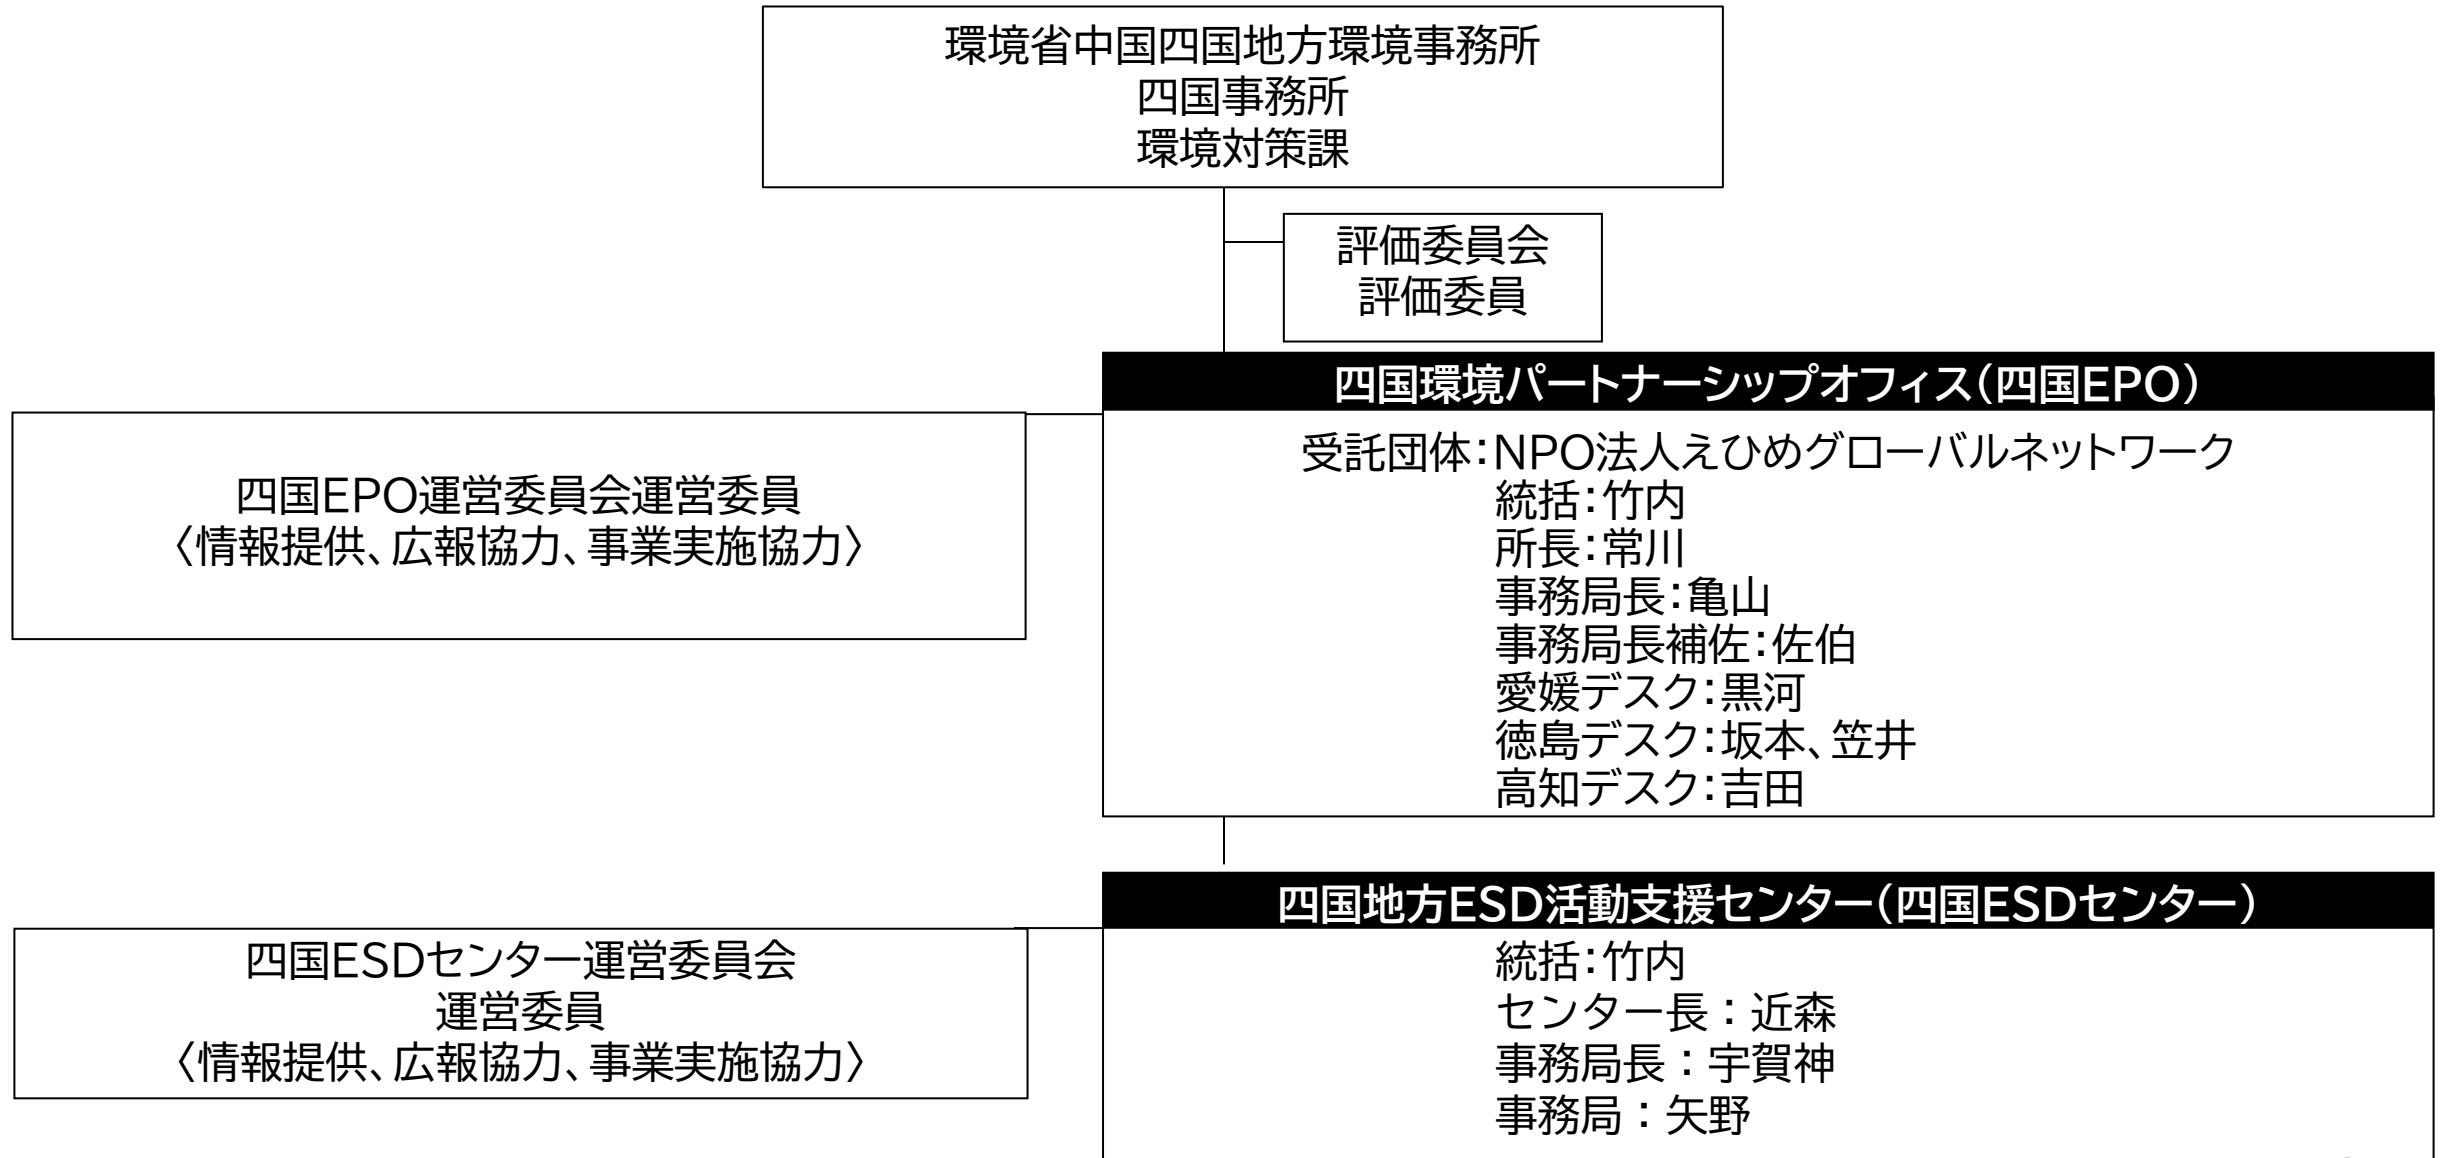 環境省中国四国地方環境事務所
四国事務所
環境対策課
評価委員会
評価委員
四国環境パートナーシップオフィス（四国EPO）
受託団体：NPO法人えひめグローバルネットワーク
統括：竹内
所長：常川
事務局長：亀山
事務局長補佐：佐伯
愛媛デスク：黒河
徳島デスク：坂本、笠井
高知デスク：吉田
四国EPO運営委員会運営委員
〈情報提供、広報協力、事業実施協力〉
四国地方ESD活動支援センター（四国ESDセンター）
統括：竹内
センター長：近森
事務局長：宇賀神
事務局：矢野
四国ESDセンター運営委員会
運営委員
〈情報提供、広報協力、事業実施協力〉